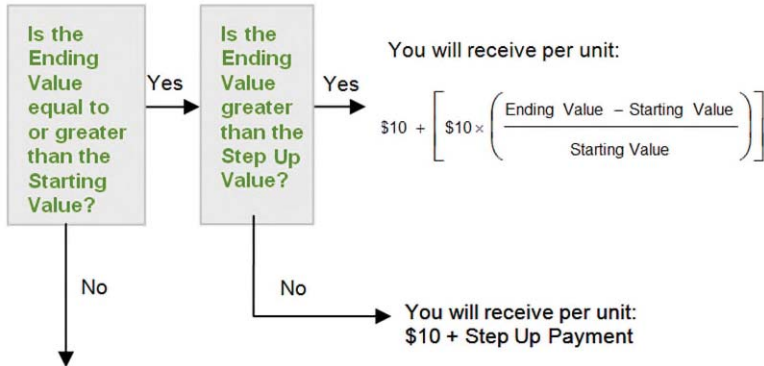 Is the
Ending
Value
equal to
or greater
than the
Starting
Value?
Yes
Is the
Ending
Value
greater
than the
Step Up
Value?
Yes
You will receive per unit:
$10 + [ $10 × ( Ending Value – Starting Value
Starting Value ) ]
No
No
You will receive per unit:
$10 + Step Up Payment